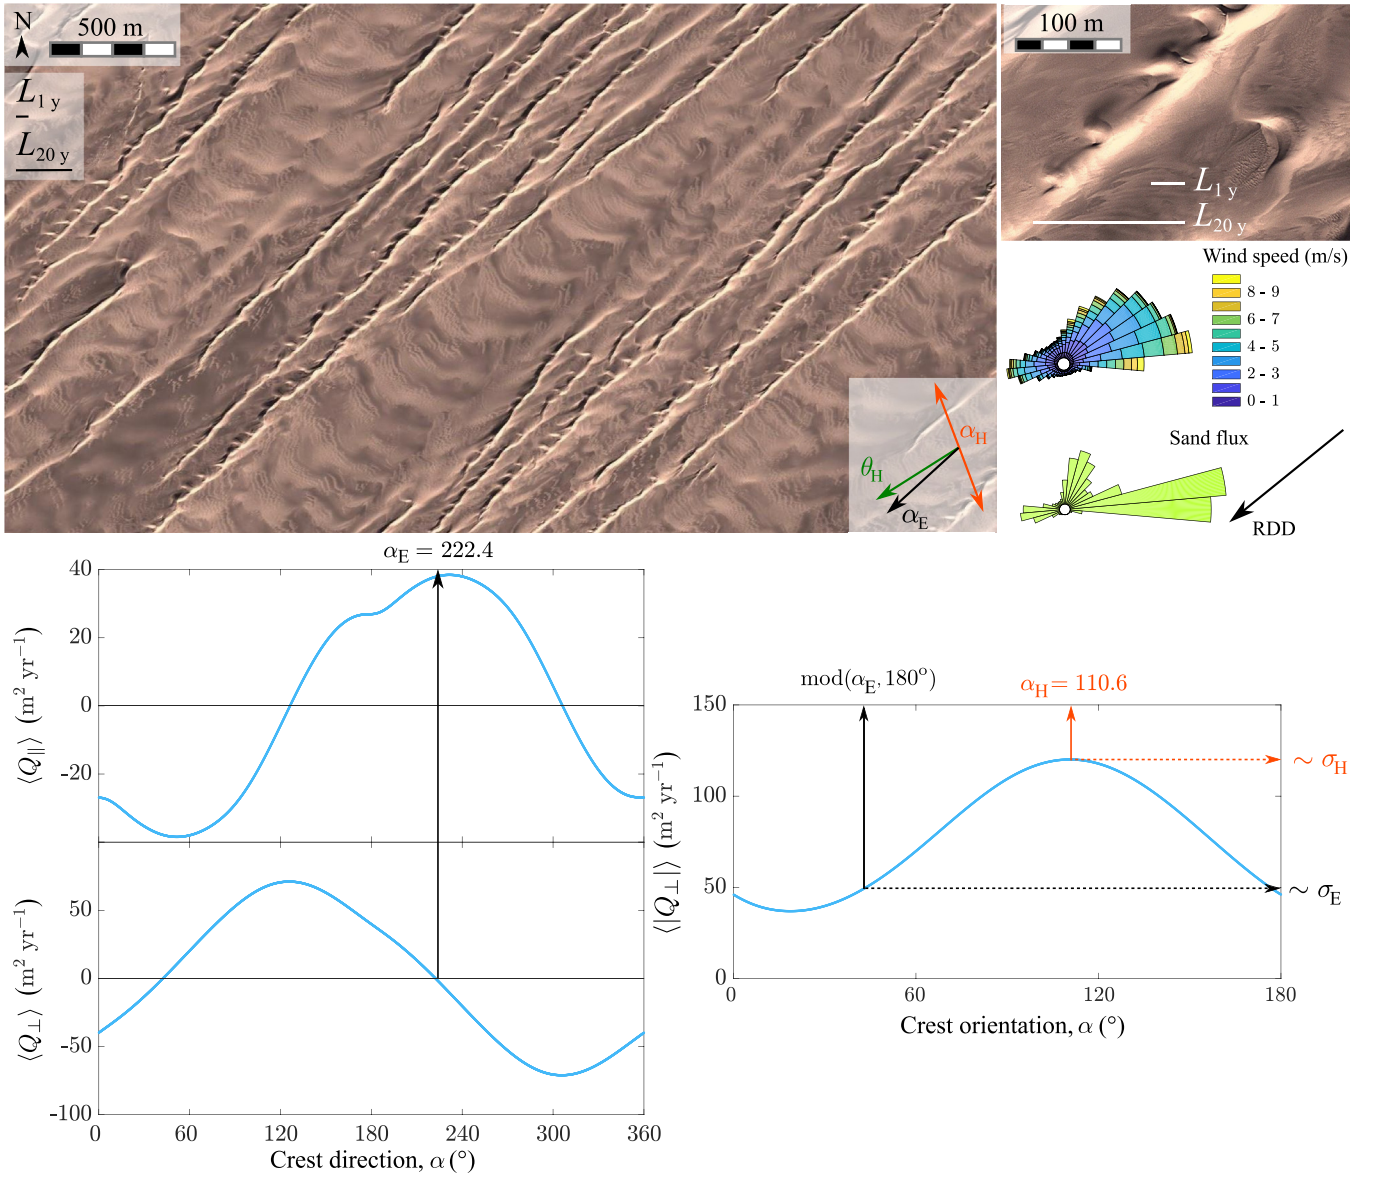 N
500 m
L1 y
L20 y
αH
θH
αE
100 m
L1 y
L20 y
Wind speed (m/s)
8 - 9
6 - 7
4 - 5
2 - 3
0 - 1
Sand flux
RDD
αE = 222.4
40
20
0
-20
⟨Q∥⟩ (m² yr⁻¹)
50
0
-50
-100
⟨Q⊥⟩ (m² yr⁻¹)
0 60 120 180 240 300 360
Crest direction, α (°)
mod(αE, 180°)
αH = 110.6
150
100
50
0
⟨|Q⊥|⟩ (m² yr⁻¹)
∼ σH
∼ σE
0 60 120 180
Crest orientation, α (°)